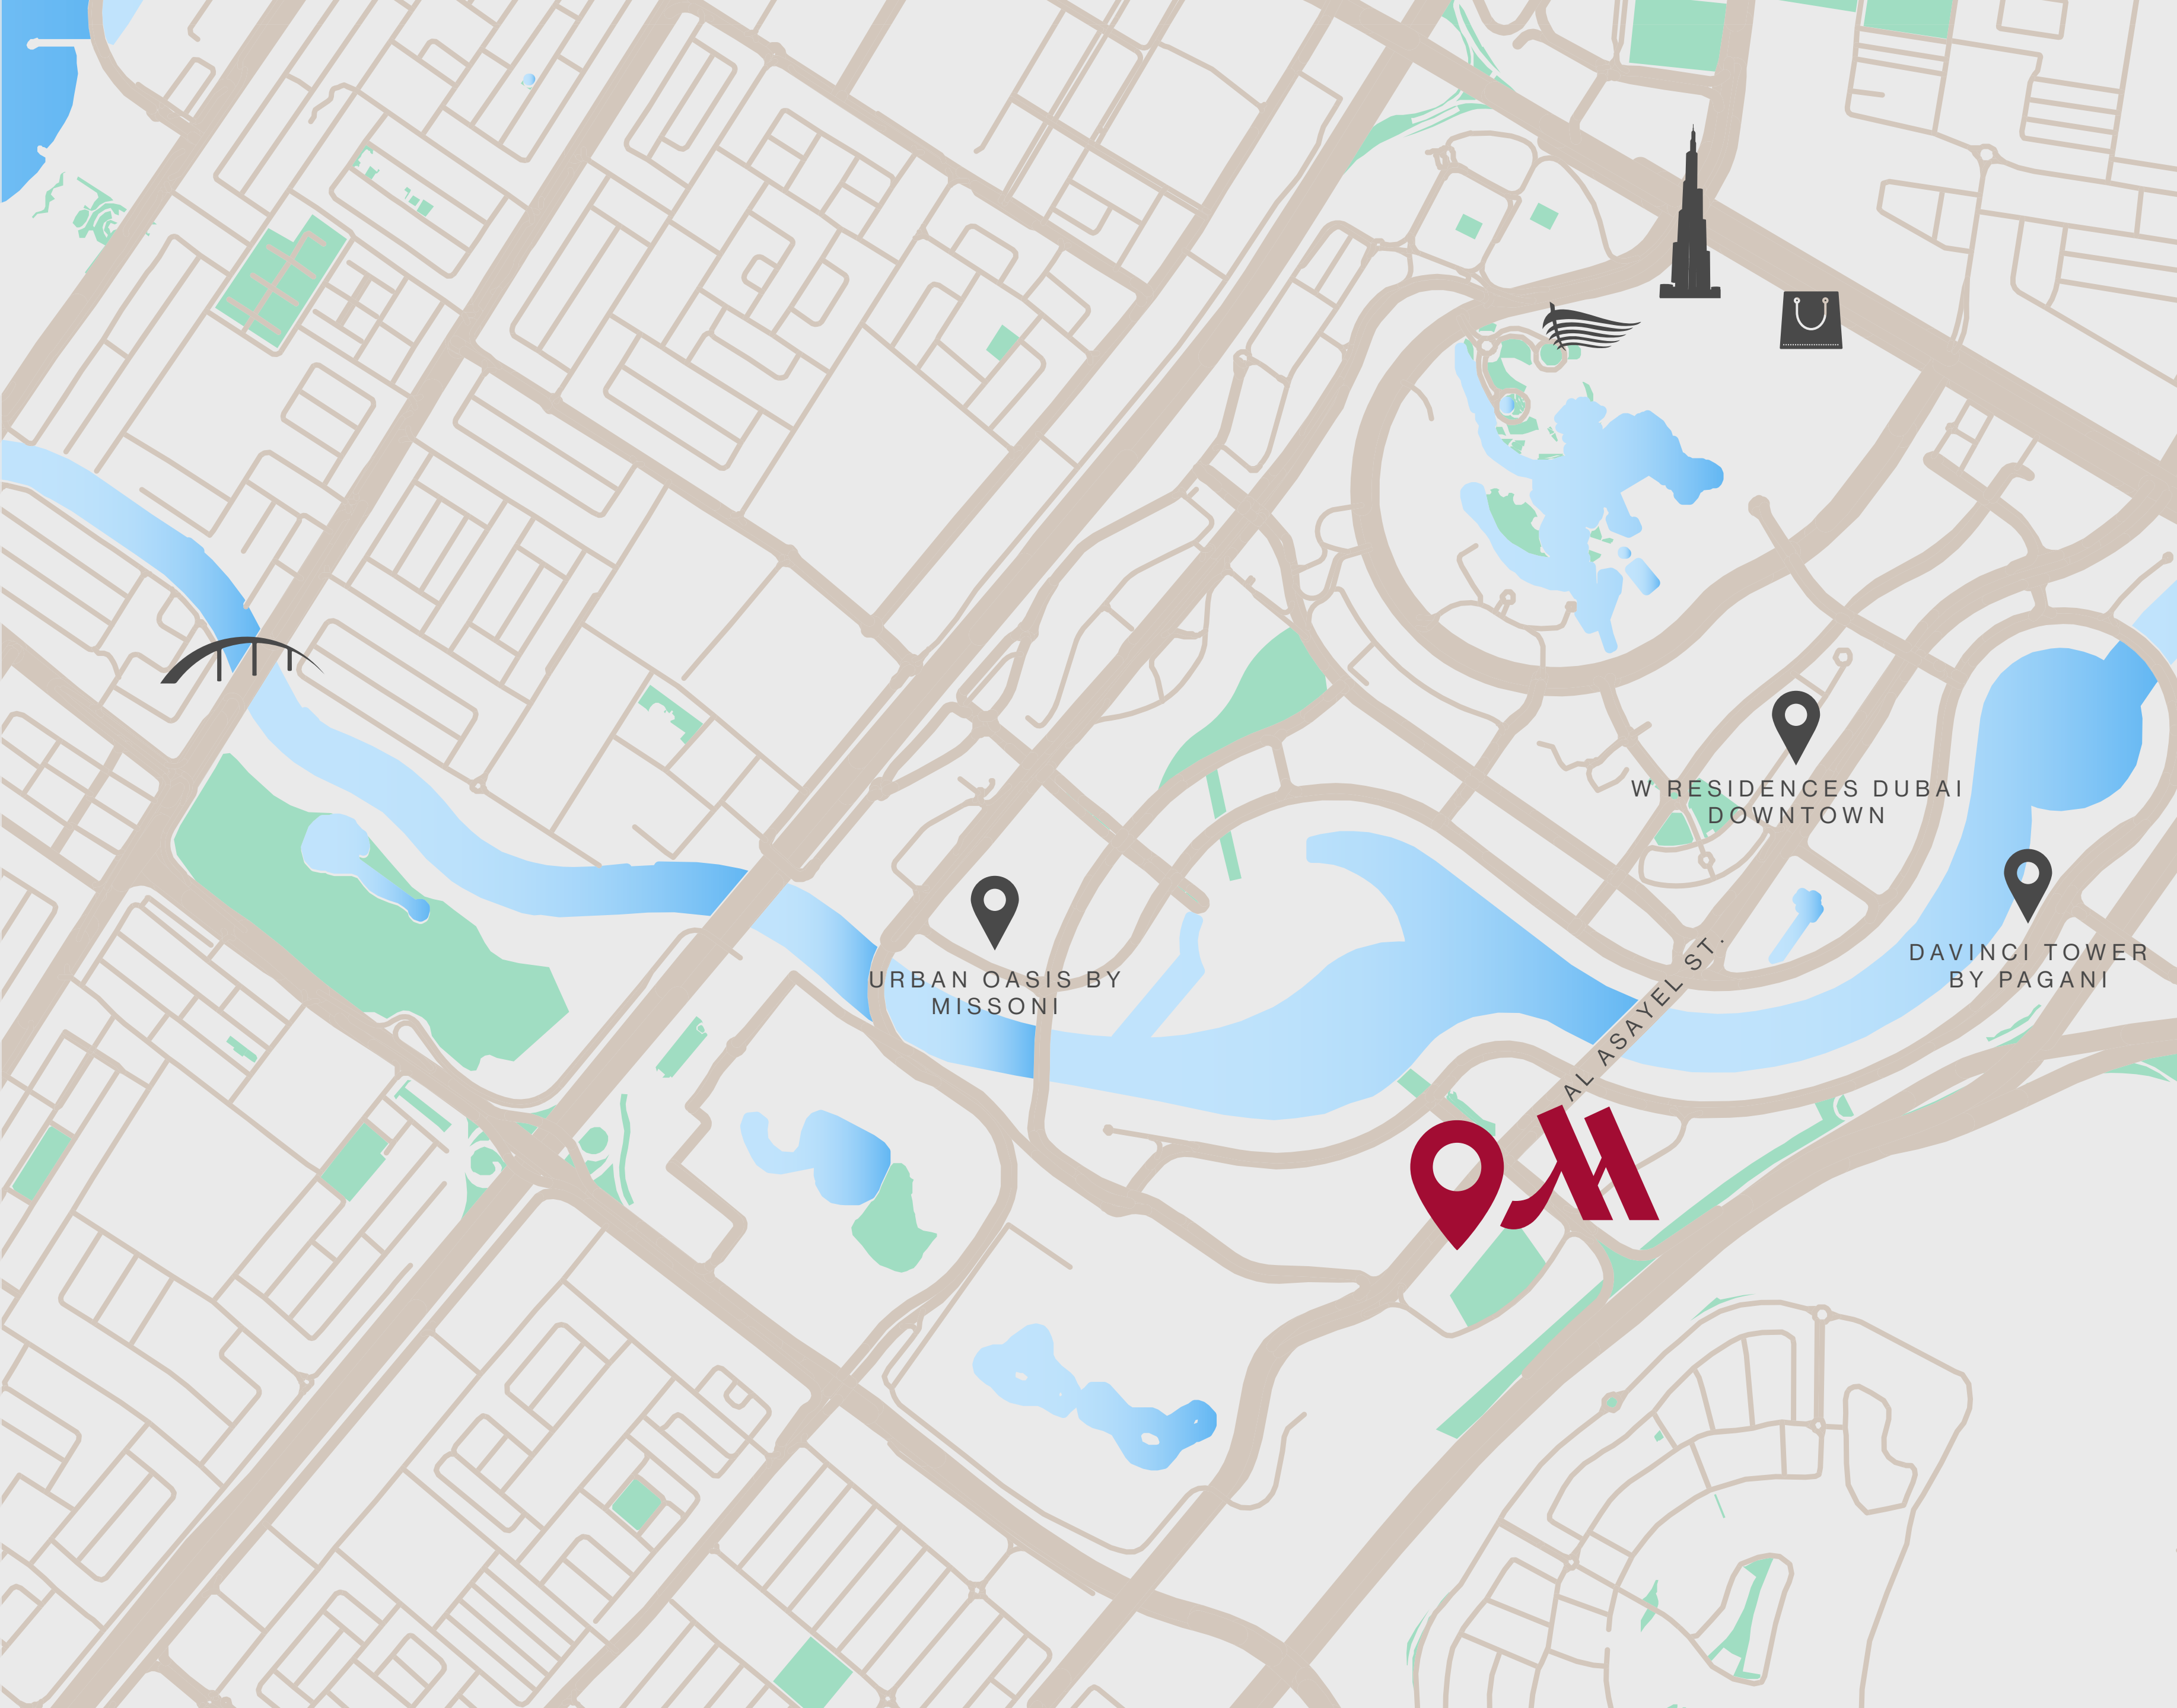 W RESIDENCES DUBAI
DOWNTOWN
DAVINCI TOWER
BY PAGANI
URBAN OASIS BY
MISSONI
AL ASAYEL ST.